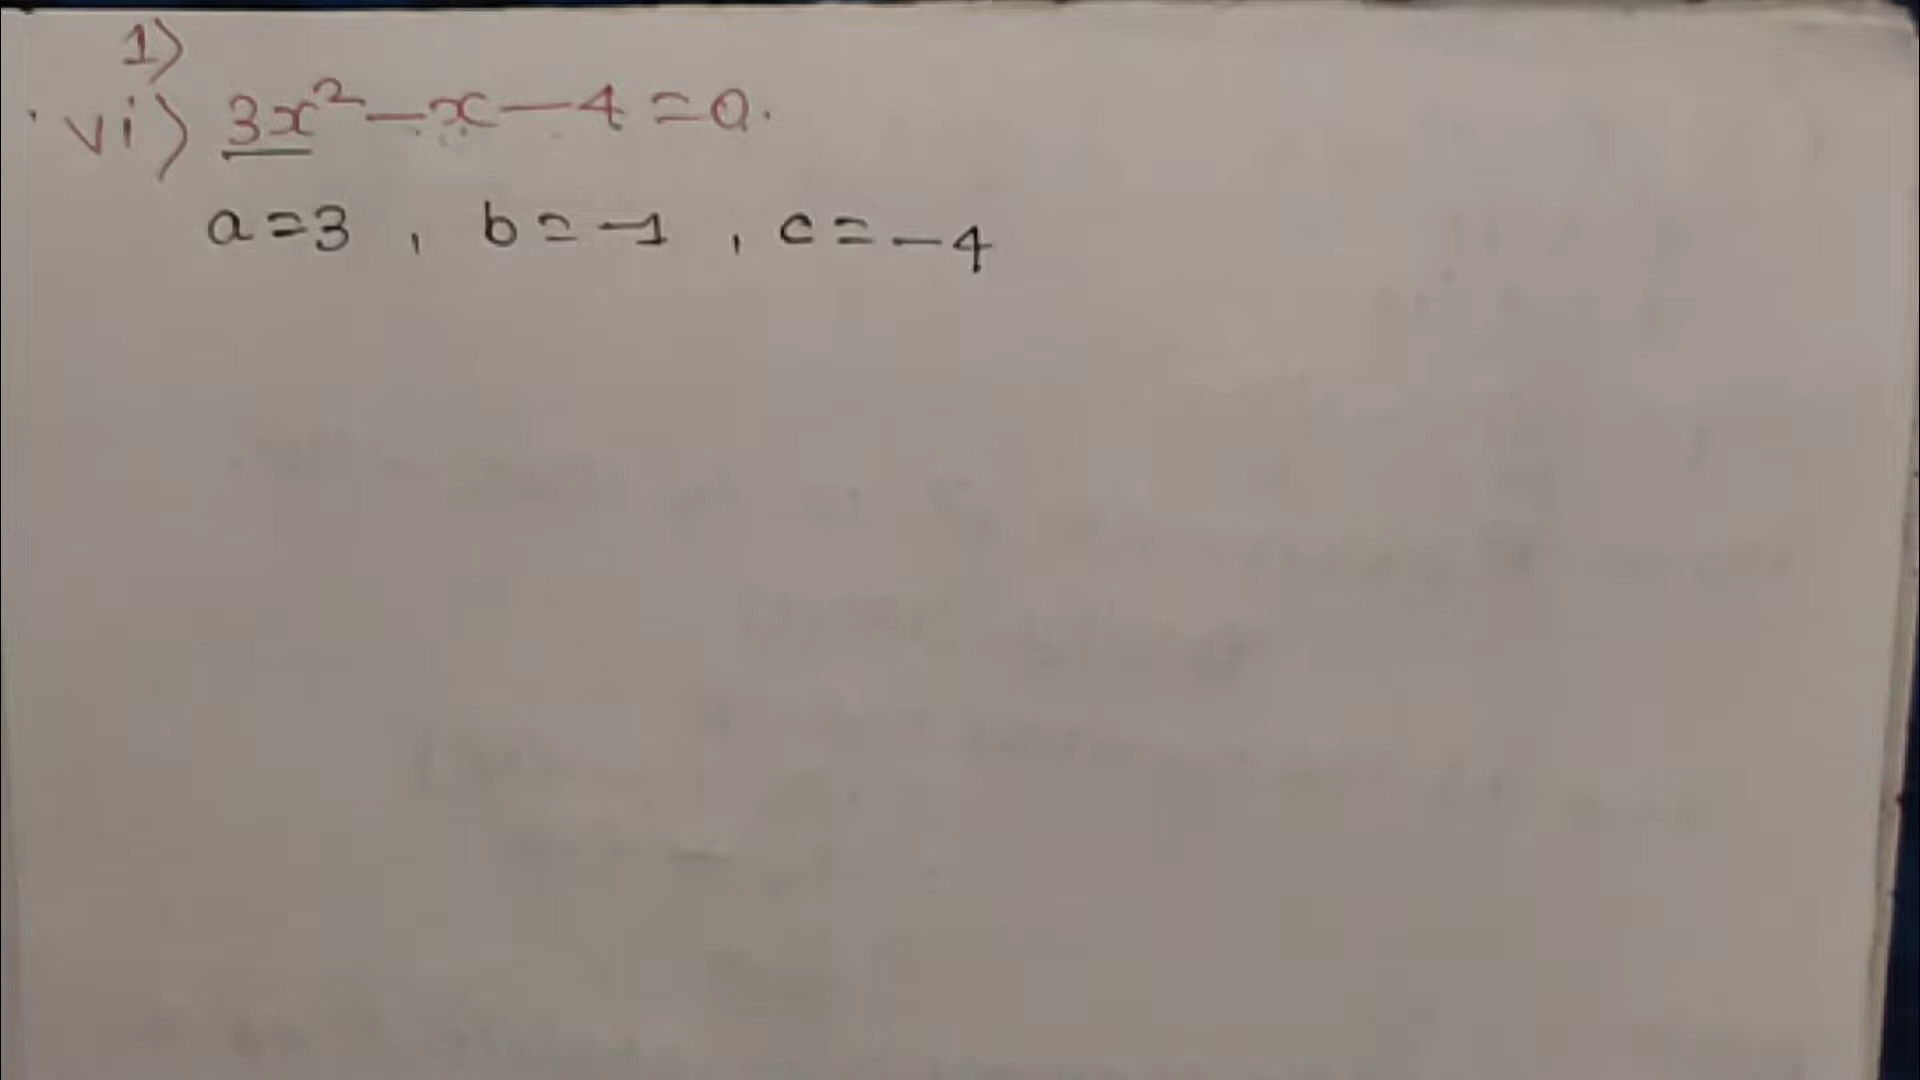 1)
vi) 3x² - x - 4 = 0.
a = 3 , b = -1 , c = -4